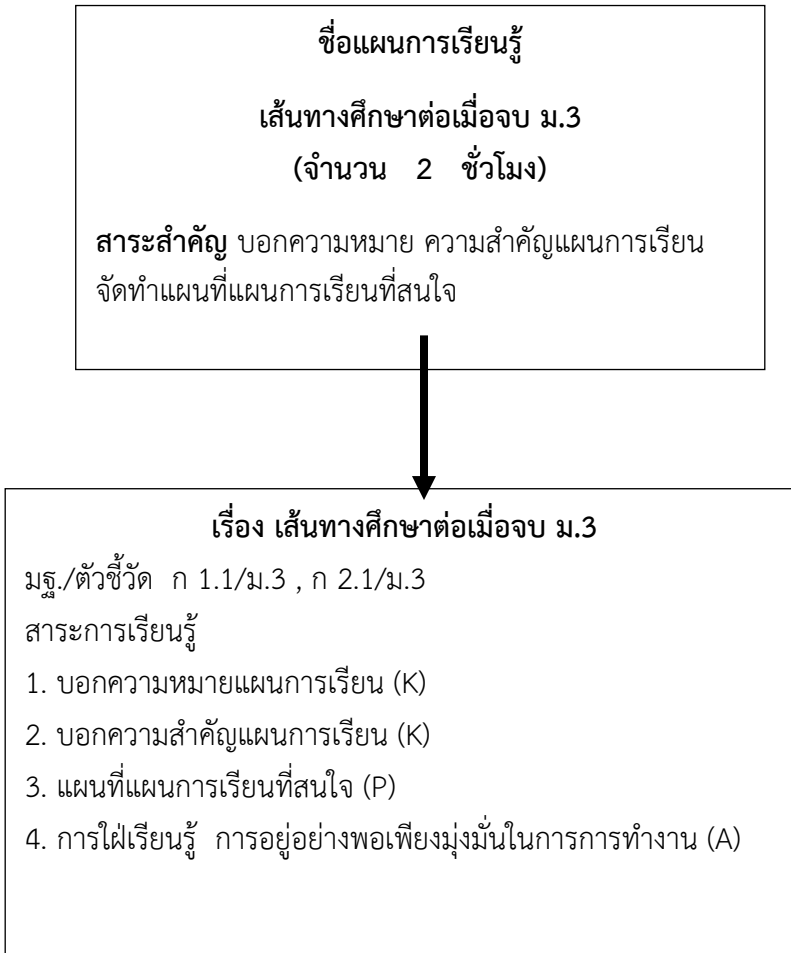 ชื่อแผนการเรียนรู้
เส้นทางศึกษาต่อเมื่อจบ ม.3
(จำนวน 2 ชั่วโมง)
สาระสำคัญ บอกความหมาย ความสำคัญแผนการเรียน
จัดทำแผนที่แผนการเรียนที่สนใจ
เรื่อง เส้นทางศึกษาต่อเมื่อจบ ม.3
มฐ./ตัวชี้วัด ก 1.1/ม.3 , ก 2.1/ม.3
สาระการเรียนรู้
1. บอกความหมายแผนการเรียน (K)
2. บอกความสำคัญแผนการเรียน (K)
3. แผนที่แผนการเรียนที่สนใจ (P)
4. การใฝ่เรียนรู้ การอยู่อย่างพอเพียงมุ่งมั่นในการการทำงาน (A)